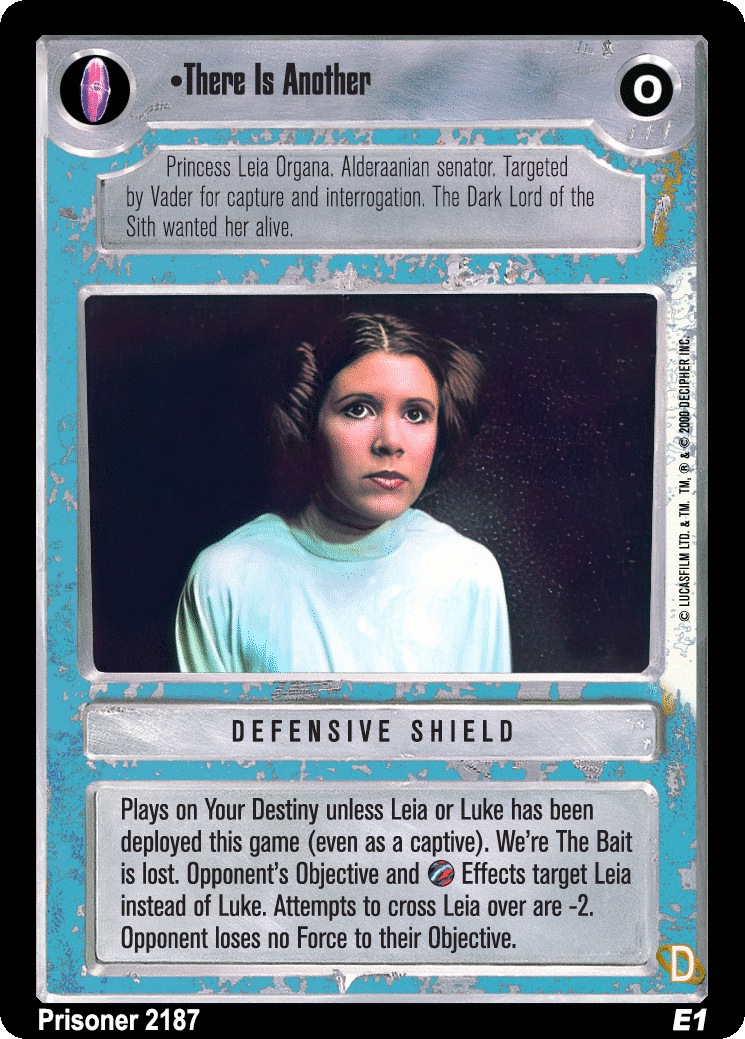 •There Is Another
O
Princess Leia Organa. Alderaanian senator. Targeted
by Vader for capture and interrogation. The Dark Lord of the
Sith wanted her alive.
© LUCASFILM LTD. & TM. TM, ® & © 2000 DECIPHER INC.
DEFENSIVE SHIELD
Plays on Your Destiny unless Leia or Luke has been
deployed this game (even as a captive). We're The Bait
is lost. Opponent's Objective and Effects target Leia
instead of Luke. Attempts to cross Leia over are -2.
Opponent loses no Force to their Objective.
D
Prisoner 2187
E1